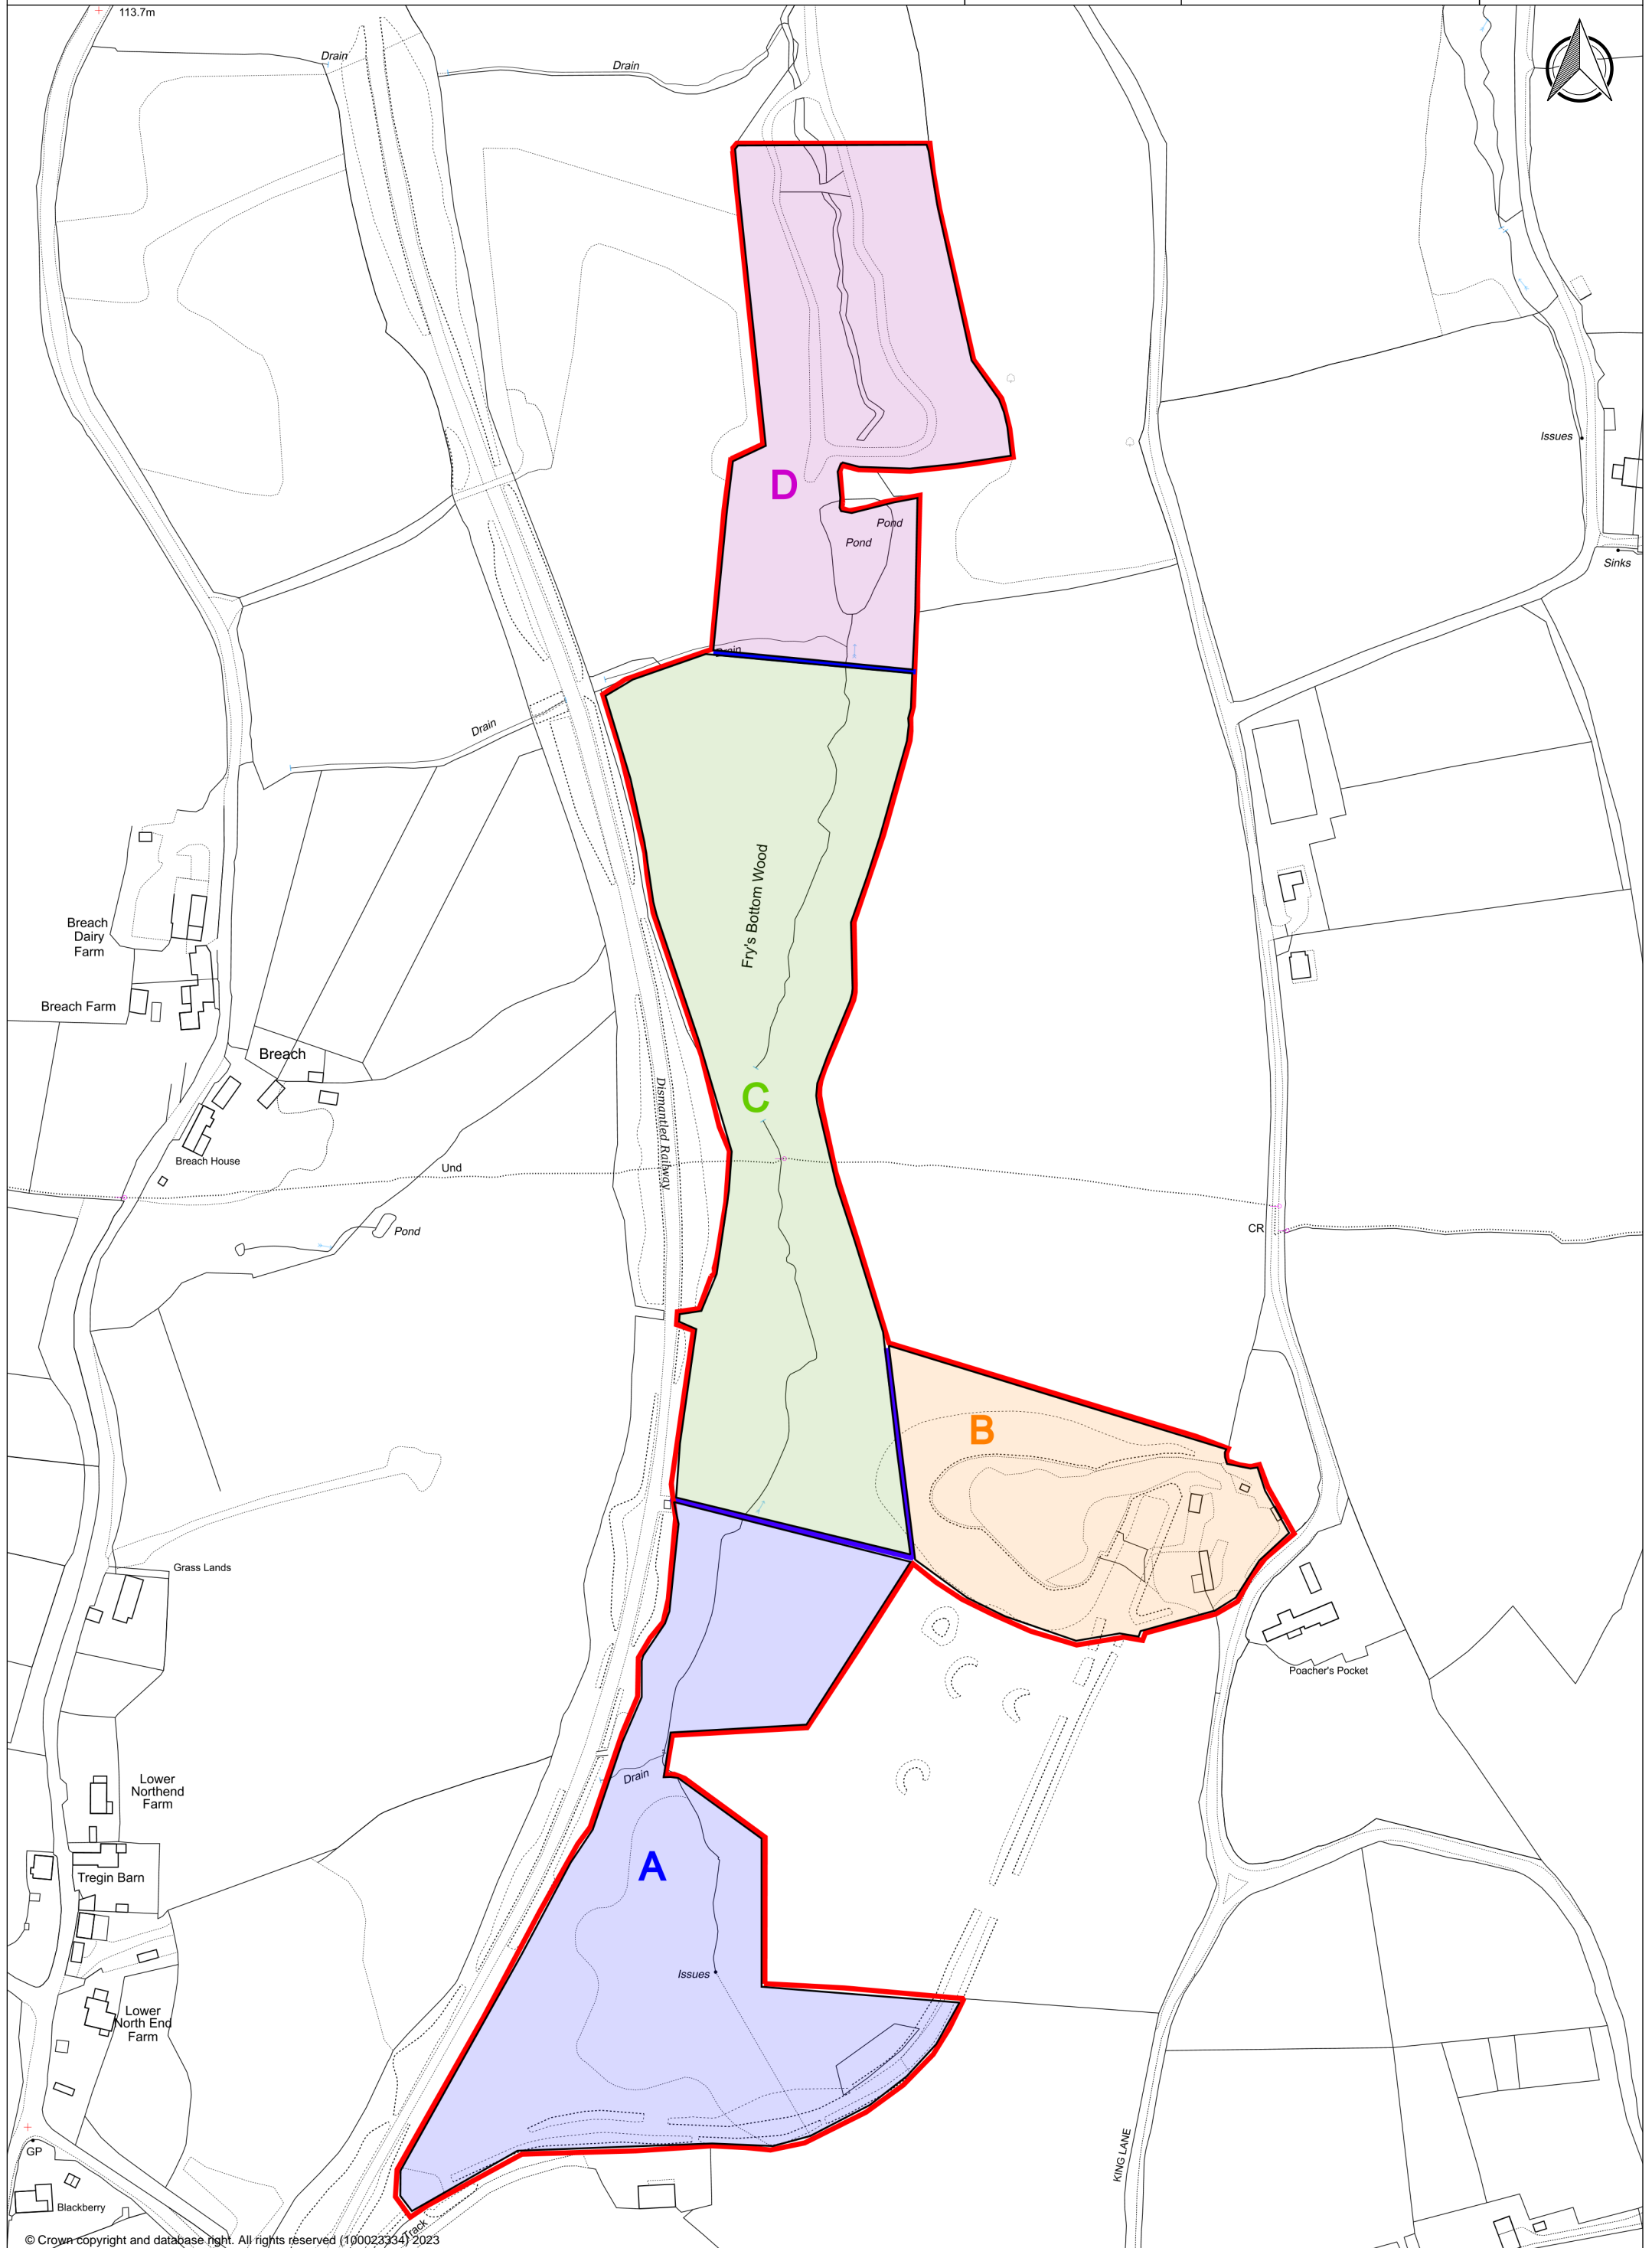 113.7m
Drain
Drain
D
Issues
Pond
Pond
Sinks
Drain
Drain
Fry's Bottom Wood
Breach
Dairy
Farm
Breach Farm
Breach
C
Dismantled Railway
Breach House
Und
Pond
CR
B
Grass Lands
Poacher's Pocket
Drain
Lower
Northend
Farm
A
Tregin Barn
Issues
Lower
North End
Farm
GP
KING LANE
Blackberry
Track
© Crown copyright and database right. All rights reserved (100023334) 2023